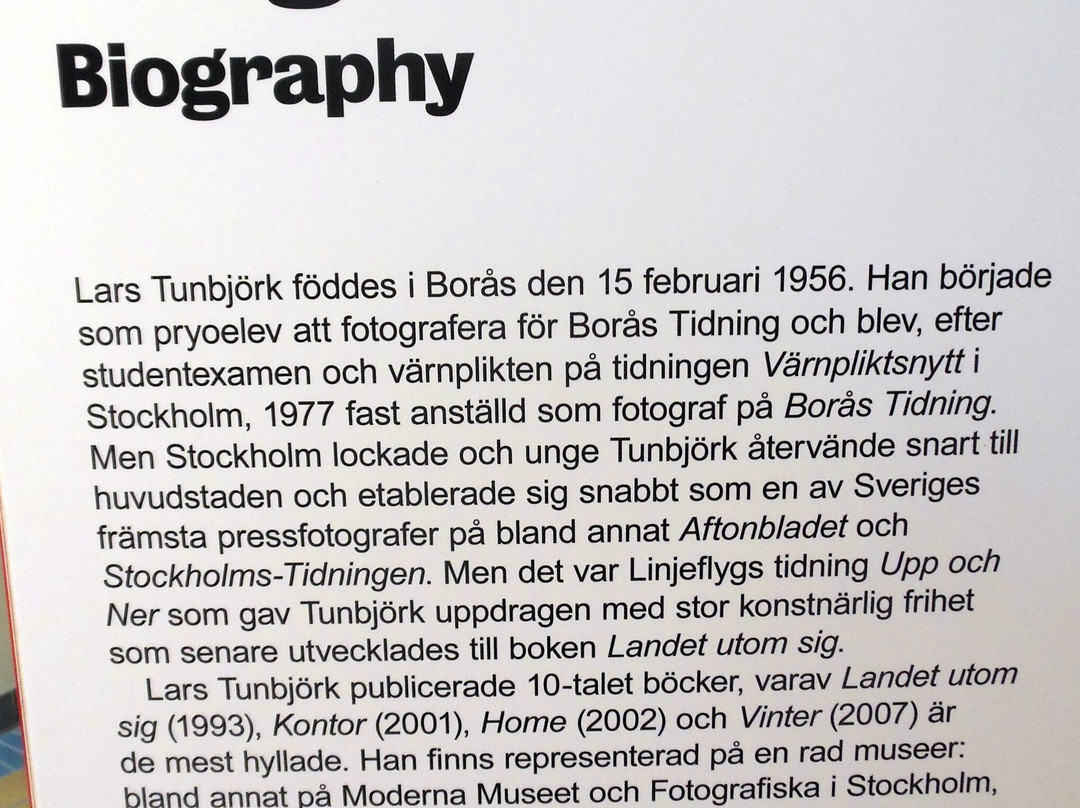 Biography
Lars Tunbjörk föddes i Borås den 15 februari 1956. Han började
som pryoelev att fotografera för Borås Tidning och blev, efter
studentexamen och värnplikten på tidningen Värnpliktsnytt i
Stockholm, 1977 fast anställd som fotograf på Borås Tidning.
Men Stockholm lockade och unge Tunbjörk återvände snart till
huvudstaden och etablerade sig snabbt som en av Sveriges
främsta pressfotografer på bland annat Aftonbladet och
Stockholms-Tidningen. Men det var Linjeflygs tidning Upp och
Ner som gav Tunbjörk uppdragen med stor konstnärlig frihet
som senare utvecklades till boken Landet utom sig.
Lars Tunbjörk publicerade 10-talet böcker, varav Landet utom
sig (1993), Kontor (2001), Home (2002) och Vinter (2007) är
de mest hyllade. Han finns representerad på en rad museer:
bland annat på Moderna Museet och Fotografiska i Stockholm,